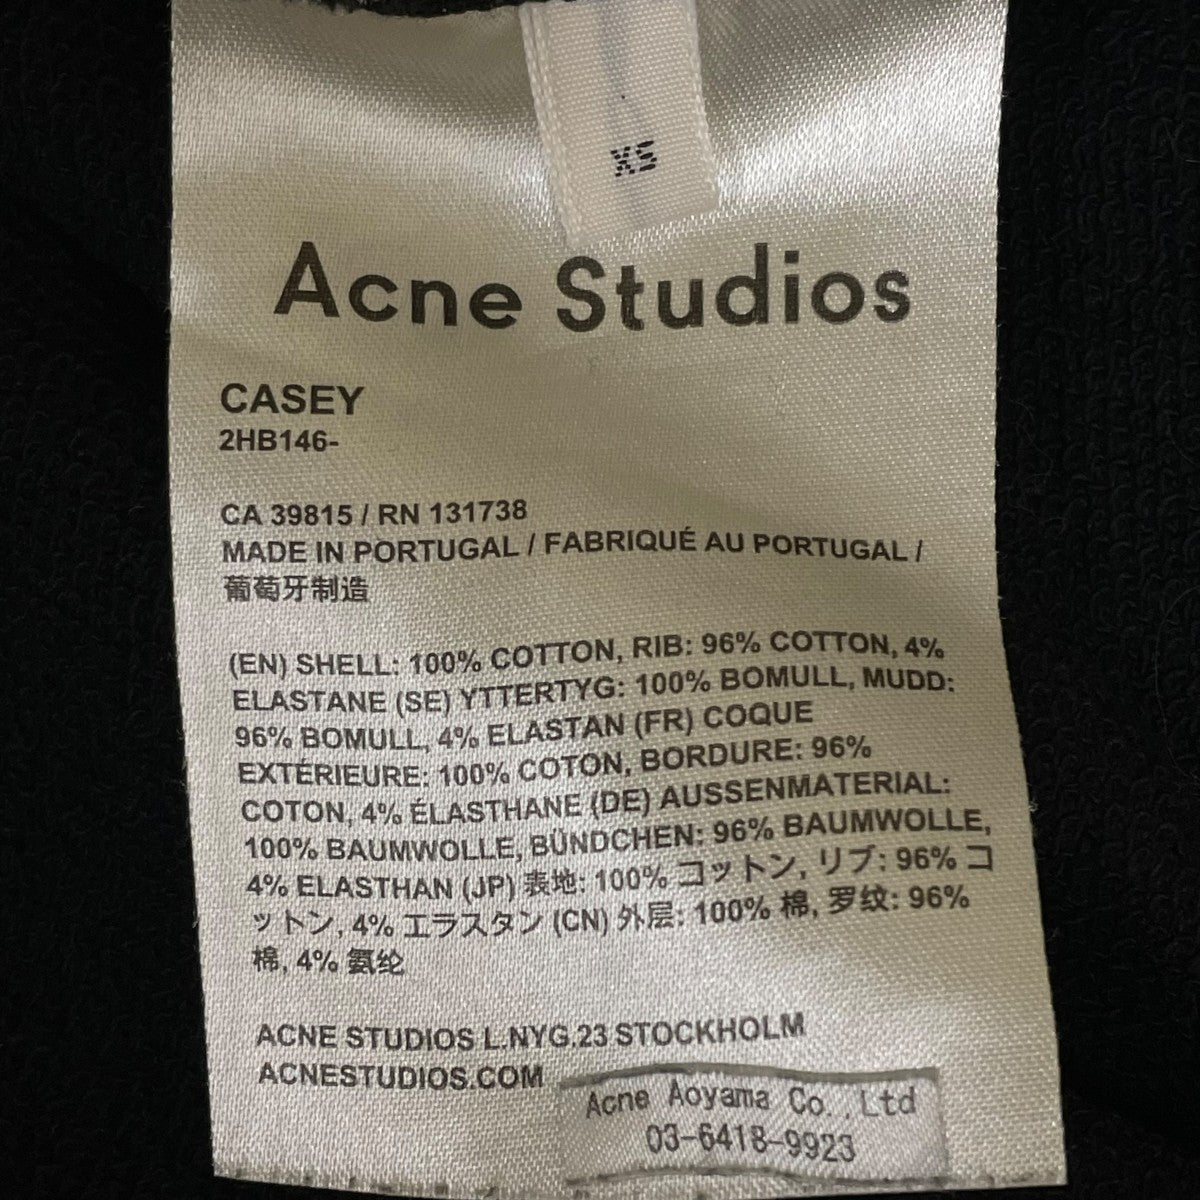 XS
Acne Studios
CASEY
2HB146-
CA 39815 / RN 131738
MADE IN PORTUGAL / FABRIQUÉ AU PORTUGAL /
葡萄牙制造
(EN) SHELL: 100% COTTON, RIB: 96% COTTON, 4%
ELASTANE (SE) YTTERTYG: 100% BOMULL, MUDD:
96% BOMULL, 4% ELASTAN (FR) COQUE
EXTÉRIEURE: 100% COTON, BORDURE: 96%
COTON, 4% ÉLASTHANE (DE) AUSSENMATERIAL:
100% BAUMWOLLE, BÜNDCHEN: 96% BAUMWOLLE,
4% ELASTHAN (JP) 表地: 100% コットン, リブ: 96% コ
ットン, 4% エラスタン (CN) 外层: 100% 棉, 罗纹: 96%
棉, 4% 氨纶
ACNE STUDIOS L.NYG.23 STOCKHOLM
ACNESTUDIOS.COM
Acne Aoyama Co.,Ltd
03-6418-9923